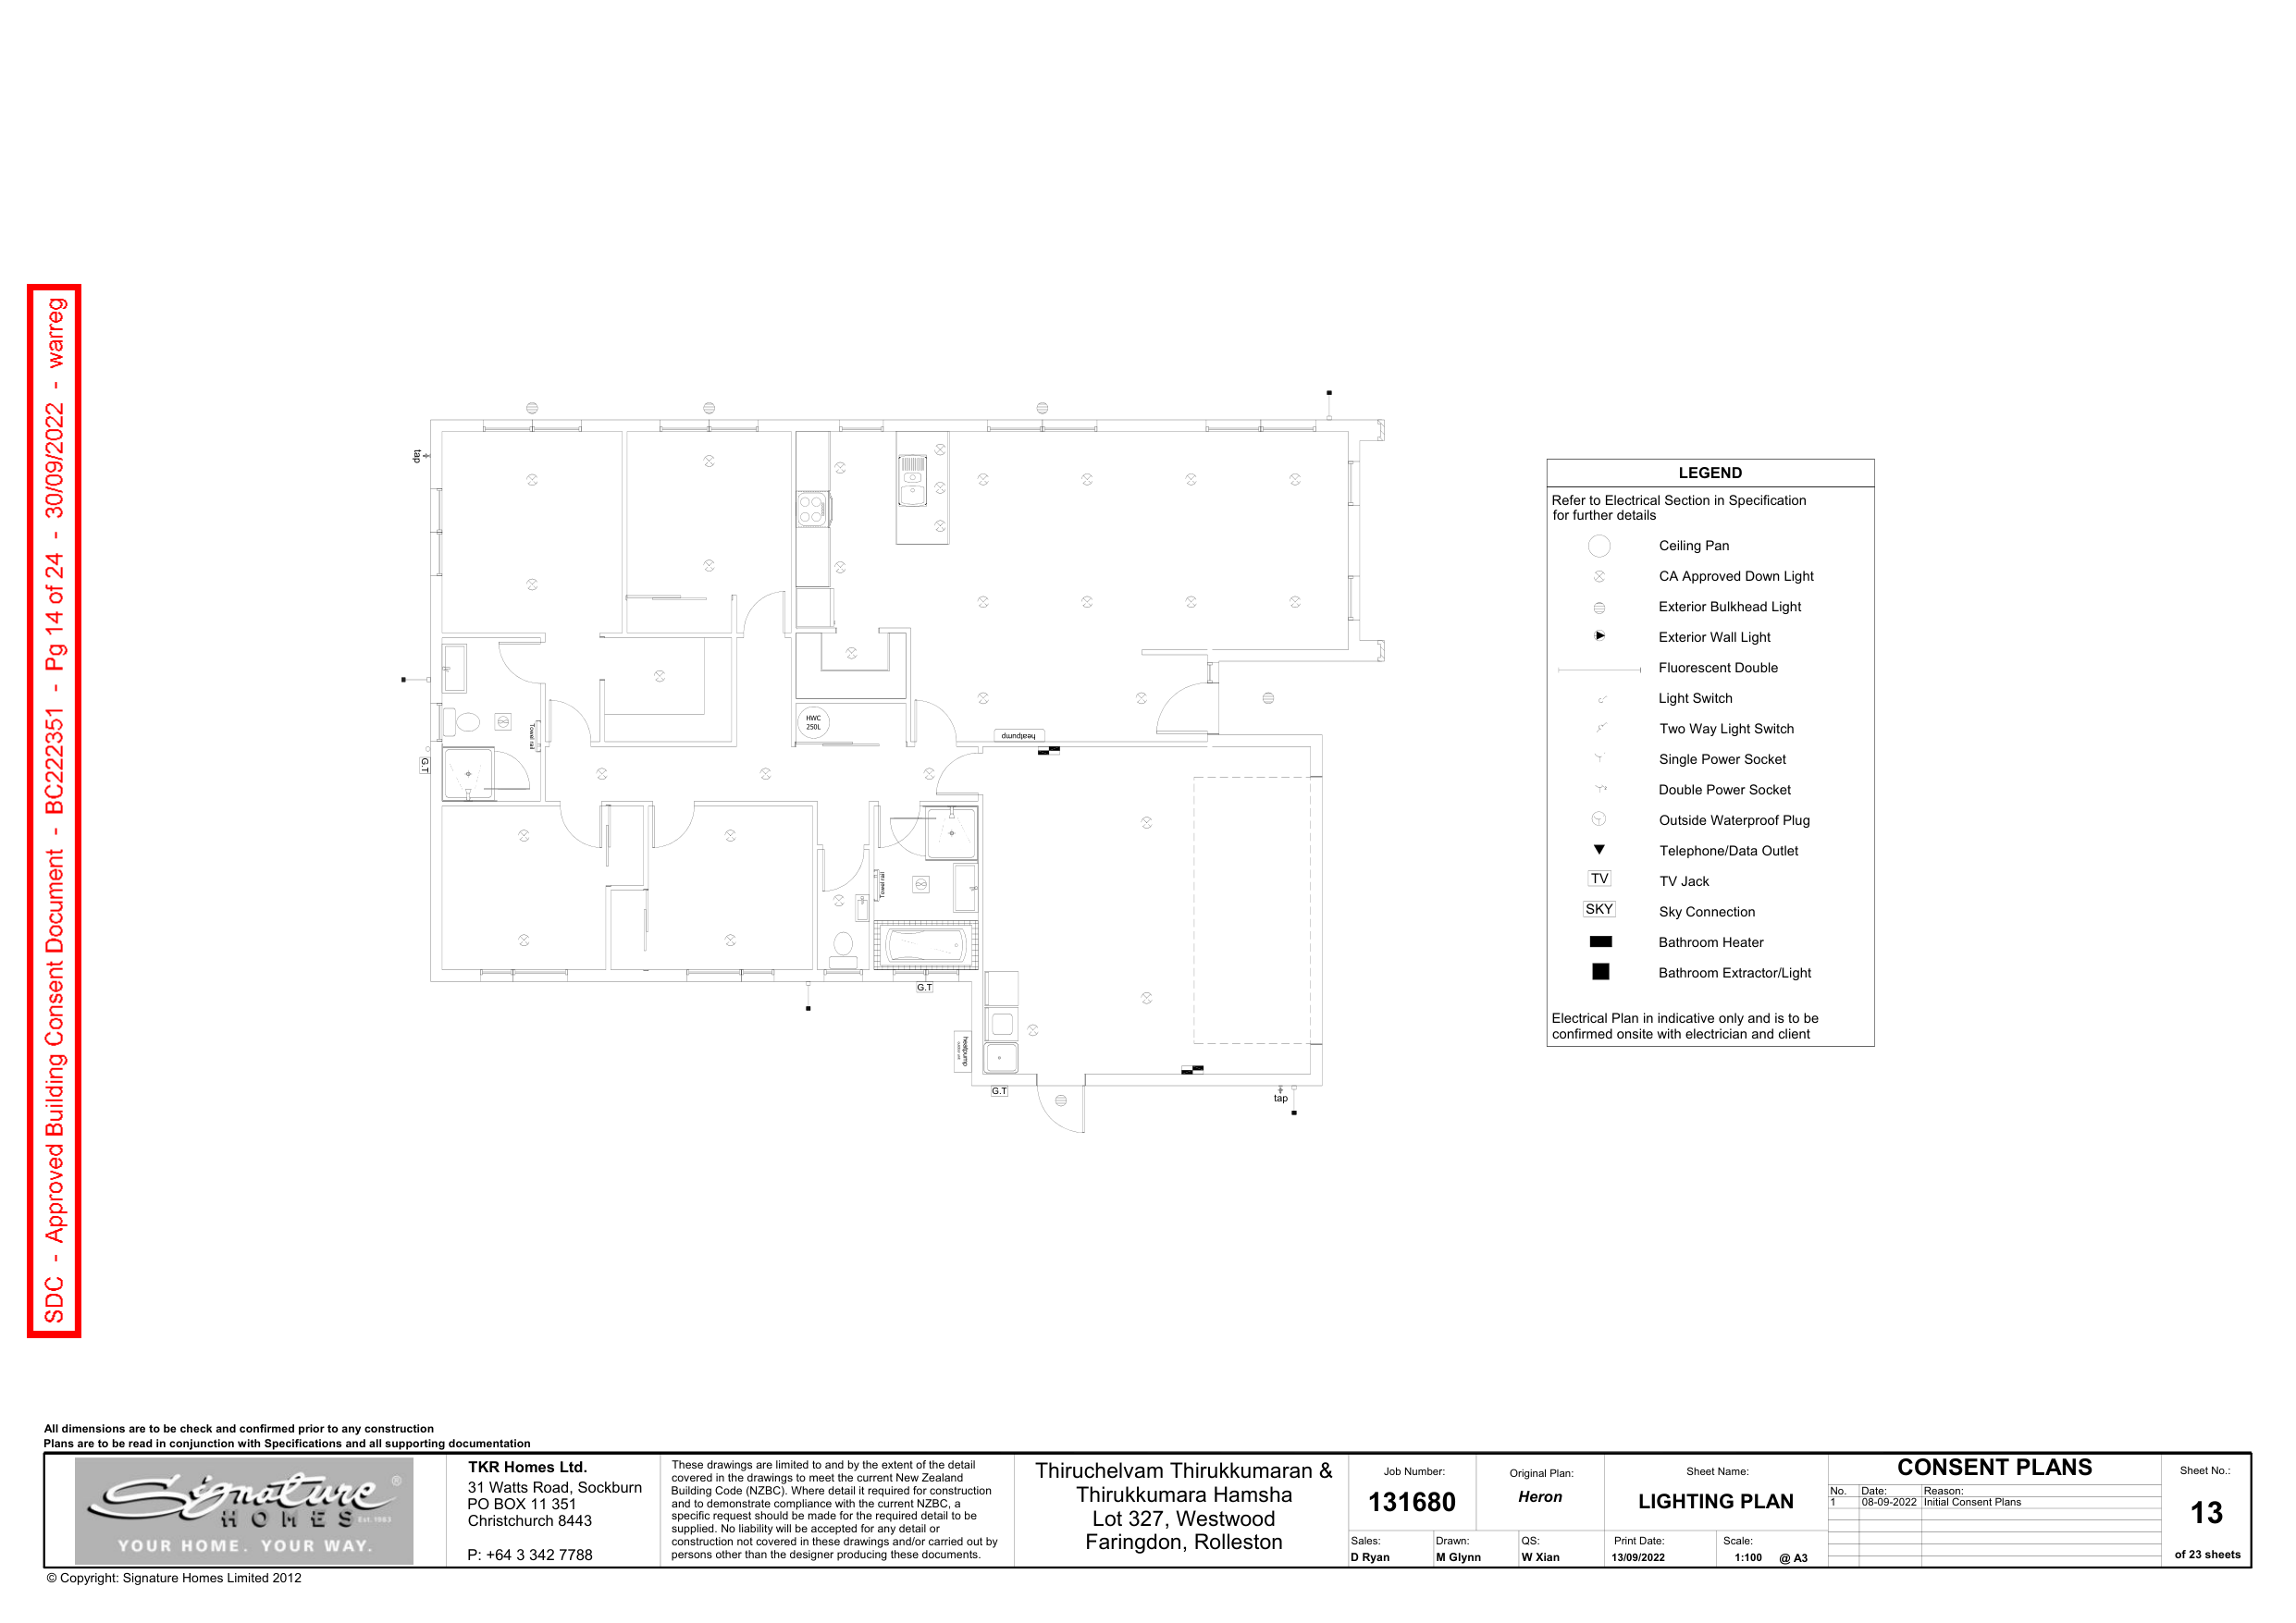 SDC - Approved Building Consent Document - BC222351 - Pg 14 of 24 - 30/09/2022 - warreg
tap
HWC
250L
Towel rail
G.T
heatpump
Towel rail
G.T
heatpump
G.T
tap
LEGEND
Refer to Electrical Section in Specification
for further details
Ceiling Pan
CA Approved Down Light
Exterior Bulkhead Light
Exterior Wall Light
Fluorescent Double
Light Switch
Two Way Light Switch
Single Power Socket
Double Power Socket
Outside Waterproof Plug
Telephone/Data Outlet
TV TV Jack
SKY Sky Connection
Bathroom Heater
Bathroom Extractor/Light
Electrical Plan in indicative only and is to be
confirmed onsite with electrician and client
All dimensions are to be check and confirmed prior to any construction
Plans are to be read in conjunction with Specifications and all supporting documentation
Signature ®
HOMES Est. 1983
YOUR HOME. YOUR WAY.
TKR Homes Ltd.
31 Watts Road, Sockburn
PO BOX 11 351
Christchurch 8443
P: +64 3 342 7788
These drawings are limited to and by the extent of the detail
covered in the drawings to meet the current New Zealand
Building Code (NZBC). Where detail it required for construction
and to demonstrate compliance with the current NZBC, a
specific request should be made for the required detail to be
supplied. No liability will be accepted for any detail or
construction not covered in these drawings and/or carried out by
persons other than the designer producing these documents.
Thiruchelvam Thirukkumaran &
Thirukkumara Hamsha
Lot 327, Westwood
Faringdon, Rolleston
Job Number:
131680
Original Plan:
Heron
Sheet Name:
LIGHTING PLAN
Sales:
D Ryan
Drawn:
M Glynn
QS:
W Xian
Print Date:
13/09/2022
Scale:
1:100 @ A3
CONSENT PLANS
No. Date: Reason:
1 08-09-2022 Initial Consent Plans
Sheet No.:
13
of 23 sheets
© Copyright: Signature Homes Limited 2012